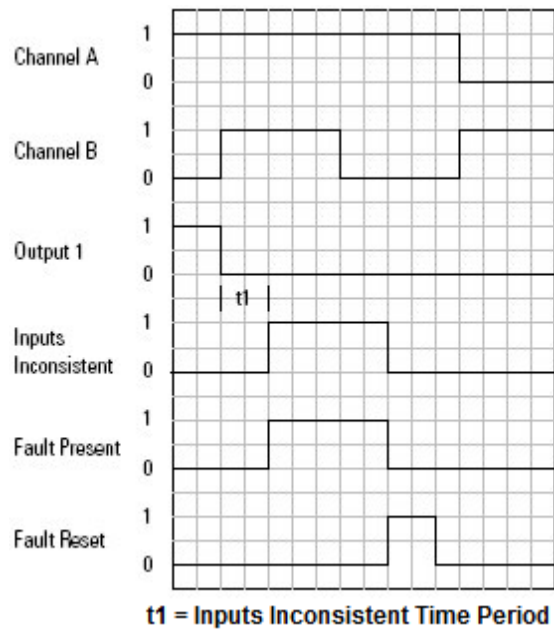 1
Channel A
0
1
Channel B
0
1
Output 1
0
t1
1
Inputs
Inconsistent
0
1
Fault Present
0
1
Fault Reset
0
t1 = Inputs Inconsistent Time Period